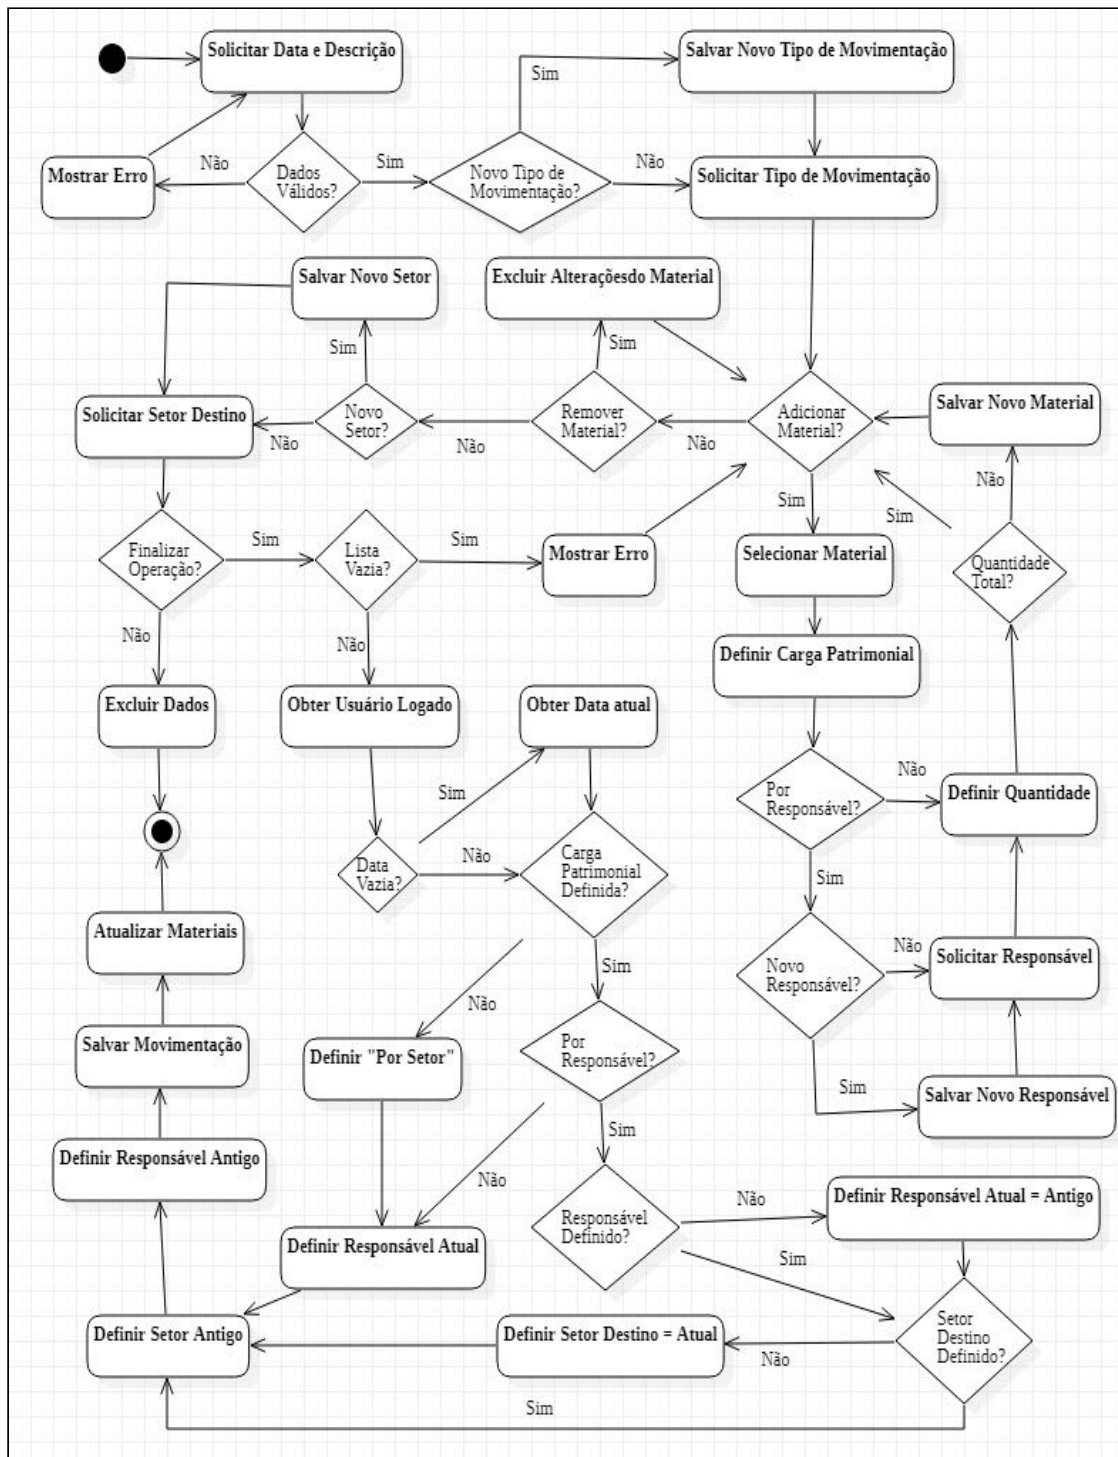 Solicitar Data e Descrição
Salvar Novo Tipo de Movimentação
Sim
Não
Sim
Não
Mostrar Erro
Dados
Válidos?
Novo Tipo de
Movimentação?
Solicitar Tipo de Movimentação
Salvar Novo Setor
Excluir Alteraçõesdo Material
Sim
Sim
Solicitar Setor Destino
Novo
Setor?
Remover
Material?
Adicionar
Material?
Salvar Novo Material
Não
Não
Não
Não
Sim
Sim
Finalizar
Operação?
Sim
Lista
Vazia?
Sim
Mostrar Erro
Selecionar Material
Quantidade
Total?
Não
Não
Definir Carga Patrimonial
Excluir Dados
Obter Usuário Logado
Obter Data atual
Sim
Por
Responsável?
Não
Definir Quantidade
Data
Vazia?
Não
Carga
Patrimonial
Definida?
Sim
Atualizar Materiais
Não
Sim
Novo
Responsável?
Solicitar Responsável
Não
Salvar Movimentação
Definir "Por Setor"
Por
Responsável?
Sim
Salvar Novo Responsável
Sim
Definir Responsável Antigo
Não
Não
Definir Responsável Atual = Antigo
Definir Responsável Atual
Responsável
Definido?
Sim
Definir Setor Antigo
Definir Setor Destino = Atual
Não
Setor
Destino
Definido?
Sim